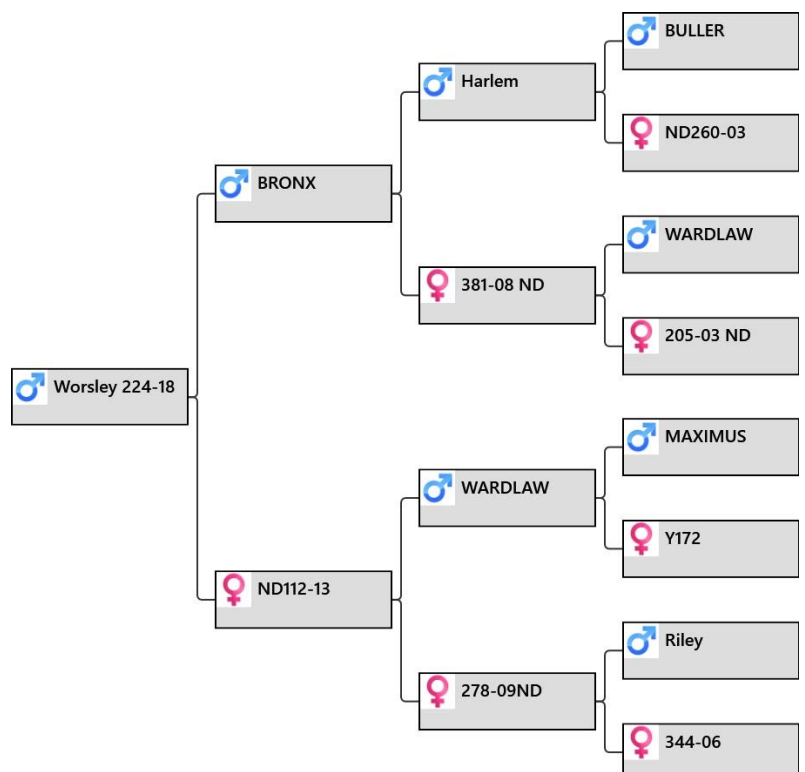 BULLER
Harlem
ND260-03
BRONX
WARDLAW
381-08 ND
205-03 ND
Worsley 224-18
MAXIMUS
WARDLAW
Y172
ND112-13
Riley
278-09ND
344-06